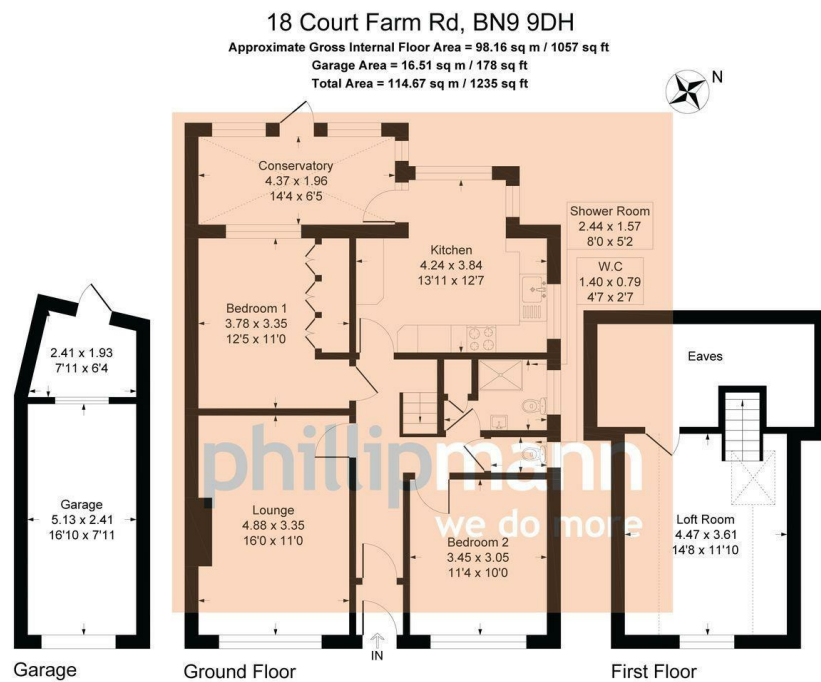 18 Court Farm Rd, BN9 9DH
Approximate Gross Internal Floor Area = 98.16 sq m / 1057 sq ft
Garage Area = 16.51 sq m / 178 sq ft
Total Area = 114.67 sq m / 1235 sq ft
N
Conservatory
4.37 x 1.96
14'4 x 6'5
Kitchen
4.24 x 3.84
13'11 x 12'7
Shower Room
2.44 x 1.57
8'0 x 5'2
W.C
1.40 x 0.79
4'7 x 2'7
Bedroom 1
3.78 x 3.35
12'5 x 11'0
2.41 x 1.93
7'11 x 6'4
Eaves
phillipmann
we do more
Garage
5.13 x 2.41
16'10 x 7'11
Lounge
4.88 x 3.35
16'0 x 11'0
Bedroom 2
3.45 x 3.05
11'4 x 10'0
Loft Room
4.47 x 3.61
14'8 x 11'10
IN
Garage
Ground Floor
First Floor